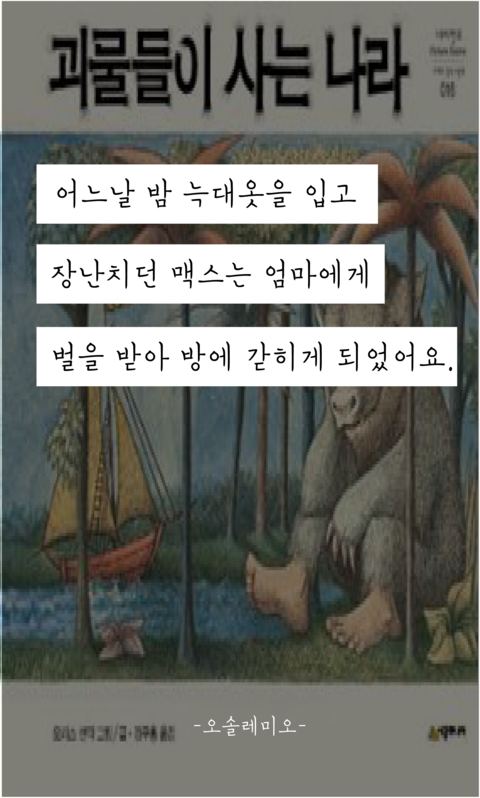 괴물들이 사는 나라
어느날 밤 늑대옷을 입고
장난치던 맥스는 엄마에게
벌을 받아 방에 갇히게 되었어요.
-오솔레미오-